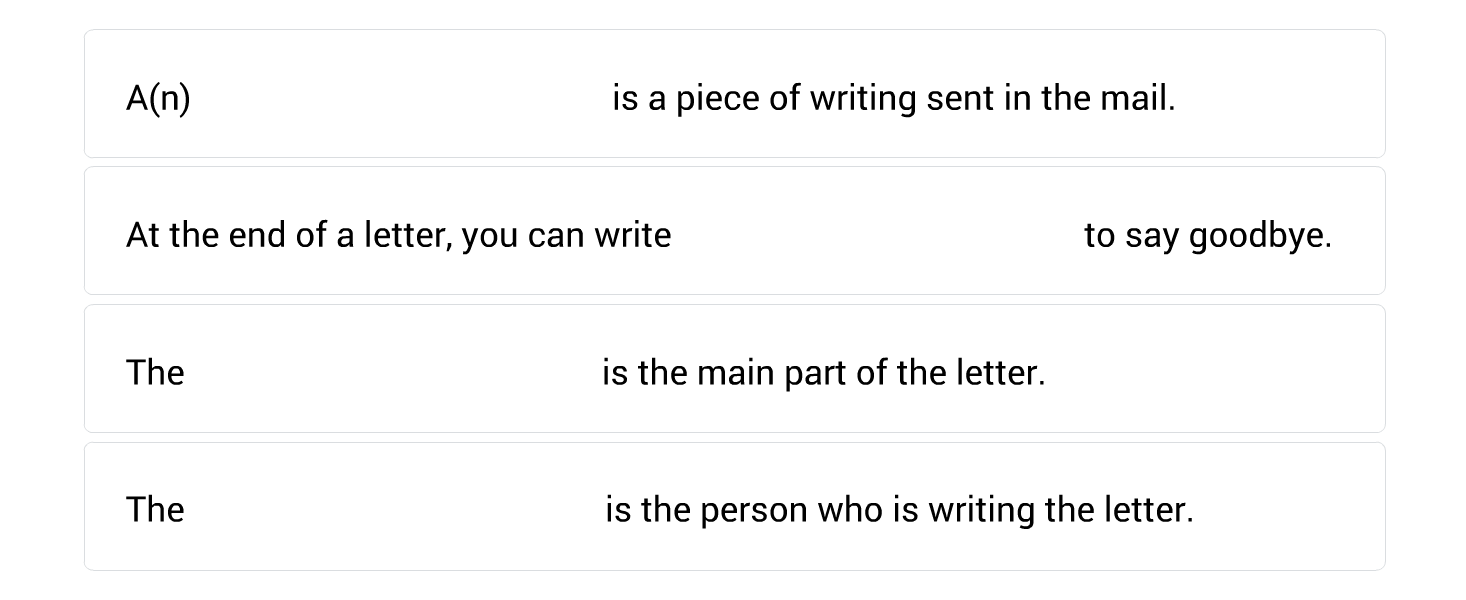 A(n) is a piece of writing sent in the mail.
At the end of a letter, you can write to say goodbye.
The is the main part of the letter.
The is the person who is writing the letter.